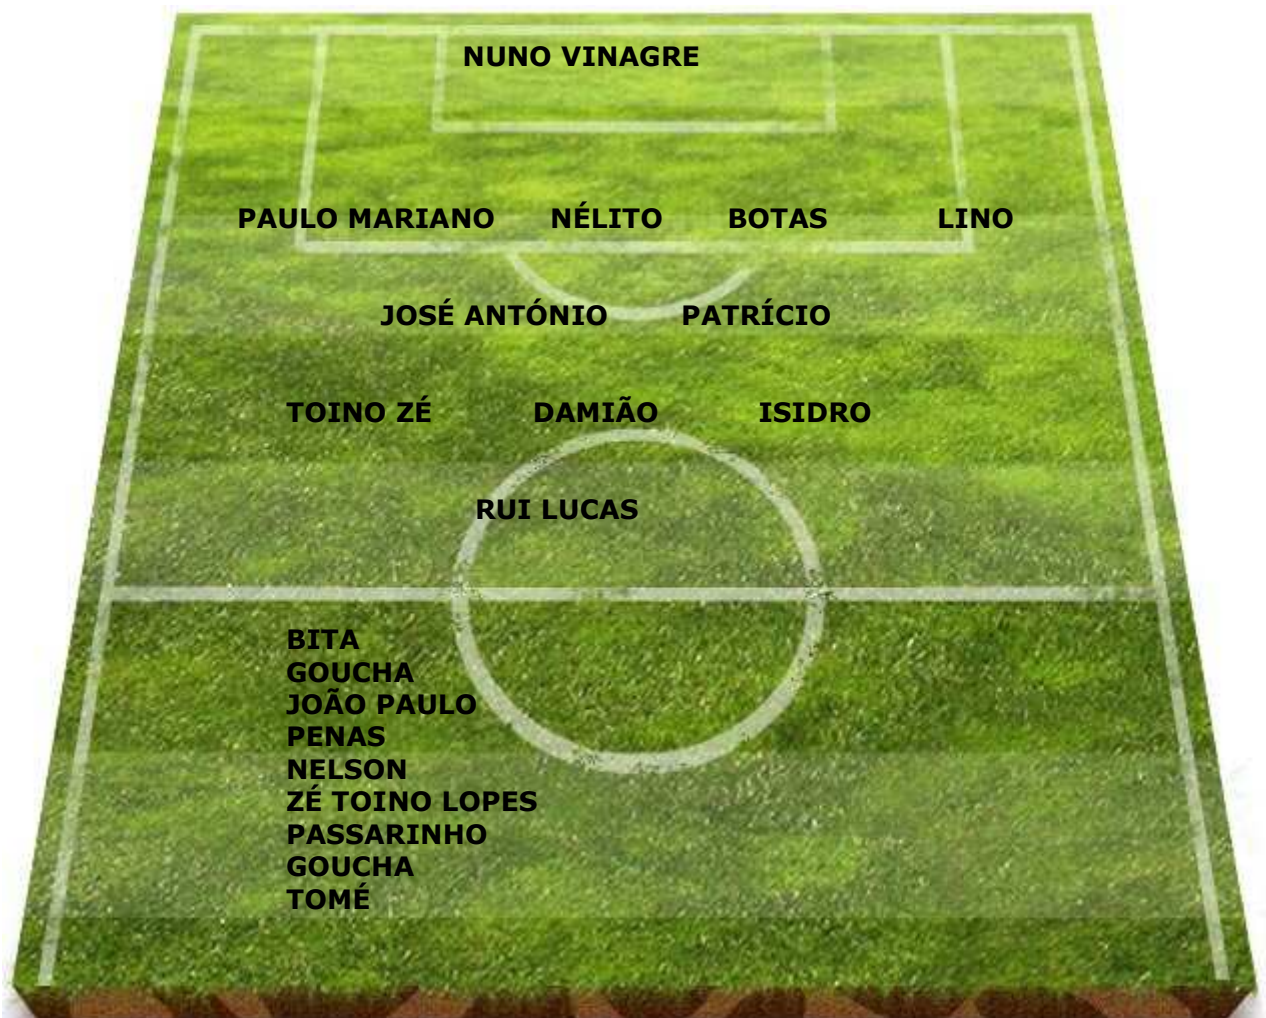 NUNO VINAGRE
PAULO MARIANO NÉLITO BOTAS LINO
JOSÉ ANTÓNIO PATRÍCIO
TOINO ZÉ DAMIÃO ISIDRO
RUI LUCAS
BITA
GOUCHA
JOÃO PAULO
PENAS
NELSON
ZÉ TOINO LOPES
PASSARINHO
GOUCHA
TOMÉ